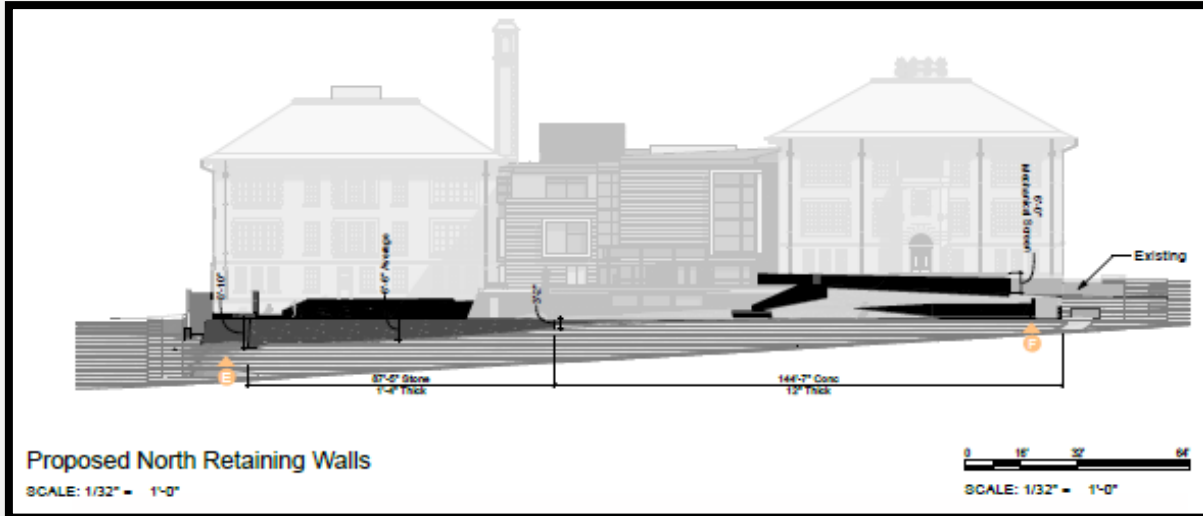 6'-0"
Mechanical Screen
Existing
6'-10"
6'-6" Average
3'-2"
E
F
87'-5" Stone
1'-4" Thick
144'-7" Conc
12" Thick
Proposed North Retaining Walls
SCALE: 1/32" = 1'-0"
0 16' 32' 64'
SCALE: 1/32" = 1'-0"